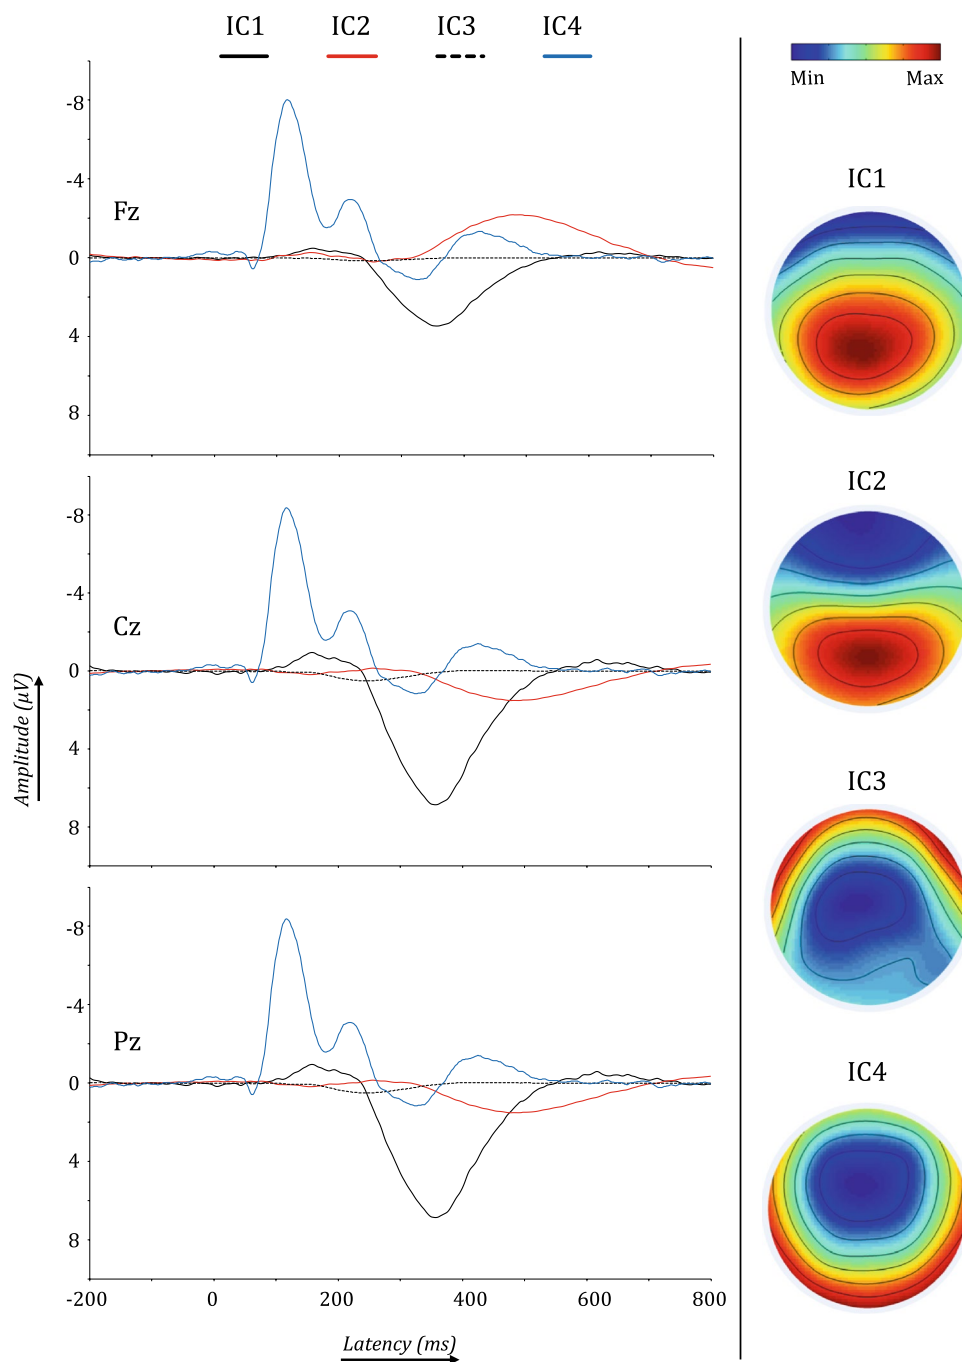 IC1 IC2 IC3 IC4
Min Max
-8
-4
Fz
0
4
8
-8
-4
Cz
0
4
8
-8
-4
Pz
0
4
8
-200 0 200 400 600 800
Amplitude (μV)
Latency (ms)
IC1
IC2
IC3
IC4